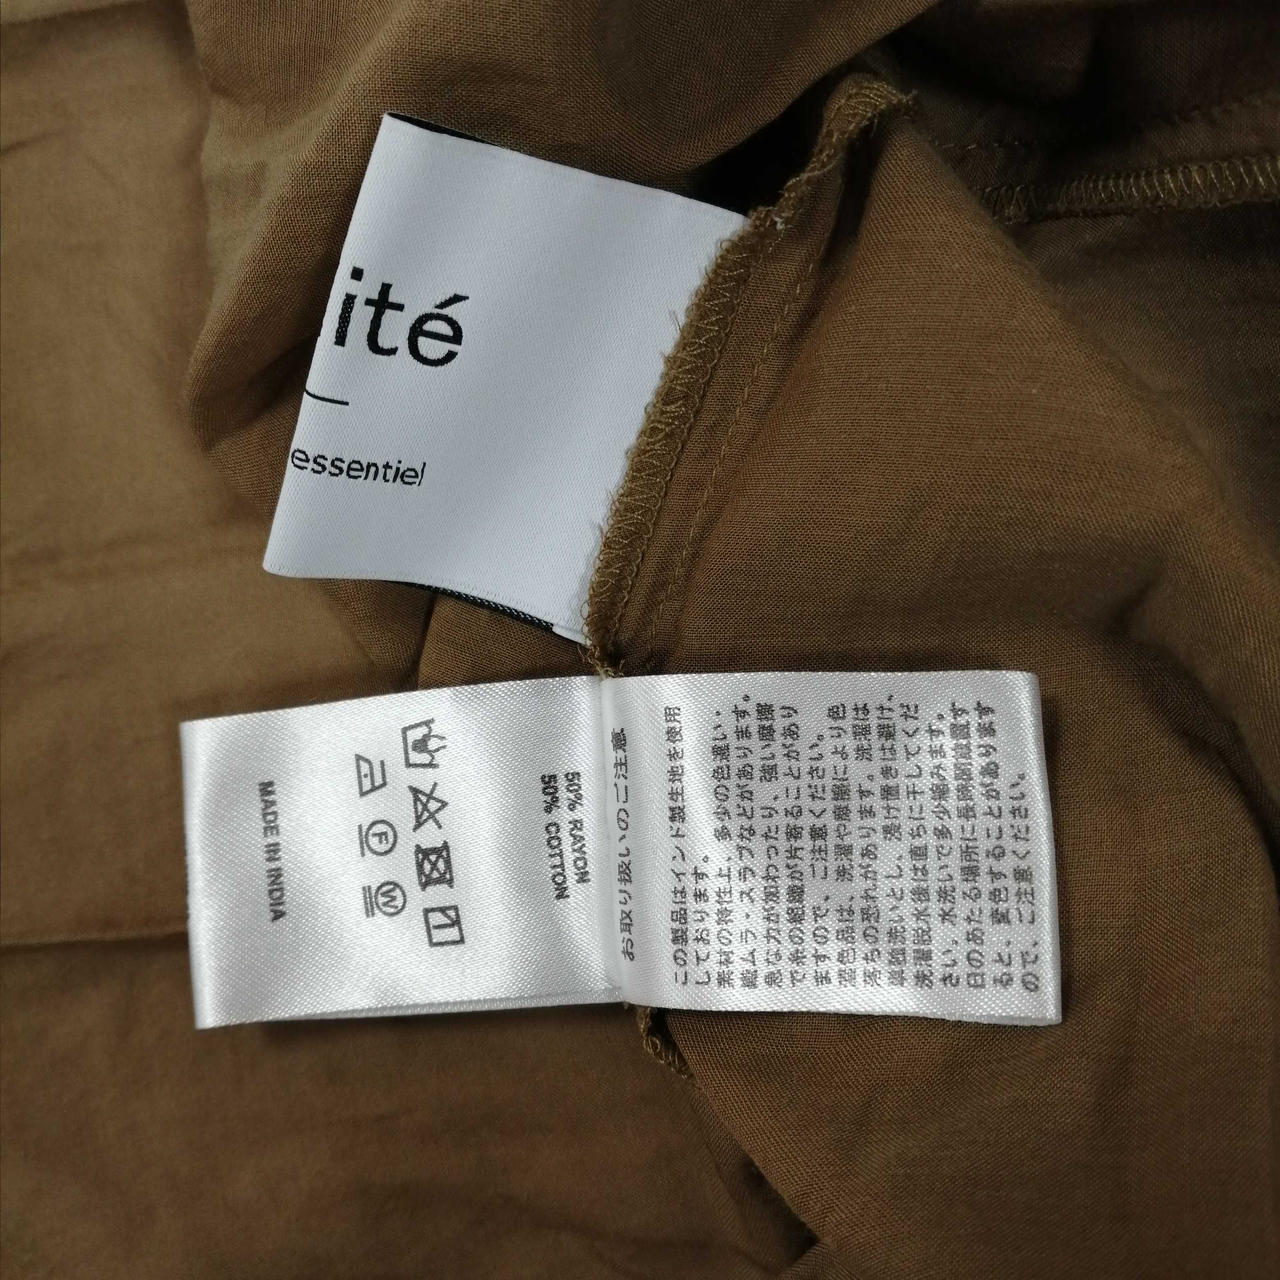 ité
essentiel
50% RAYON
50% COTTON
MADE IN INDIA
お取り扱いのご注意
この製品はインド製生地を使用
しております。
素材の特性上、多少の色違い・
織ムラ・スラブなどがあります。
急な力が加わったり、強い摩擦
で糸の組織が片寄ることがあり
ますので、ご注意ください。
濃色品は、洗濯や摩擦により色
落ちの恐れがあります。洗濯は
単独洗いとし、浸け置きは避け、
洗濯脱水後は直ちに干してくだ
さい。水洗いで多少縮みます。
日のあたる場所に長時間放置す
ると、変色することがあります
ので、ご注意ください。